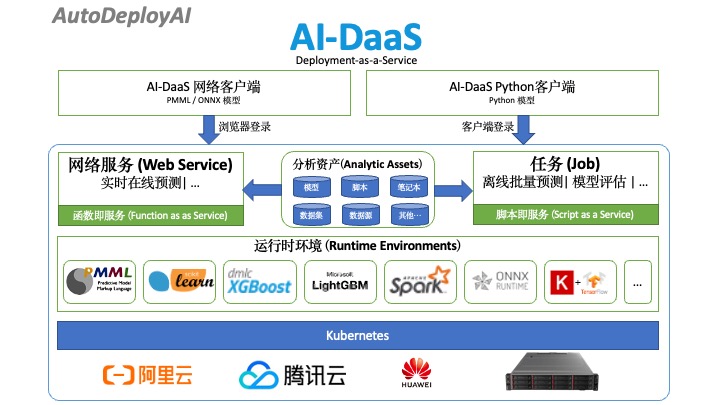 AutoDeployAI
AI-DaaS
Deployment-as-a-Service
AI-DaaS 网络客户端
PMML / ONNX 模型
AI-DaaS Python客户端
Python 模型
浏览器登录
客户端登录
网络服务 (Web Service)
实时在线预测| ...
函数即服务 (Function as as Service)
分析资产(Analytic Assets)
模型
脚本
笔记本
数据集
数据源
其他…
任务 (Job)
离线批量预测| 模型评估 | ...
脚本即服务 (Script as a Service)
运行时环境 (Runtime Environments)
PMML
Predictive Model
Markup Language
learn
dmlc
XGBoost
Microsoft
LightGBM
APACHE
Spark
ONNX
RUNTIME
K + TensorFlow
...
Kubernetes
阿里云
腾讯云
HUAWEI